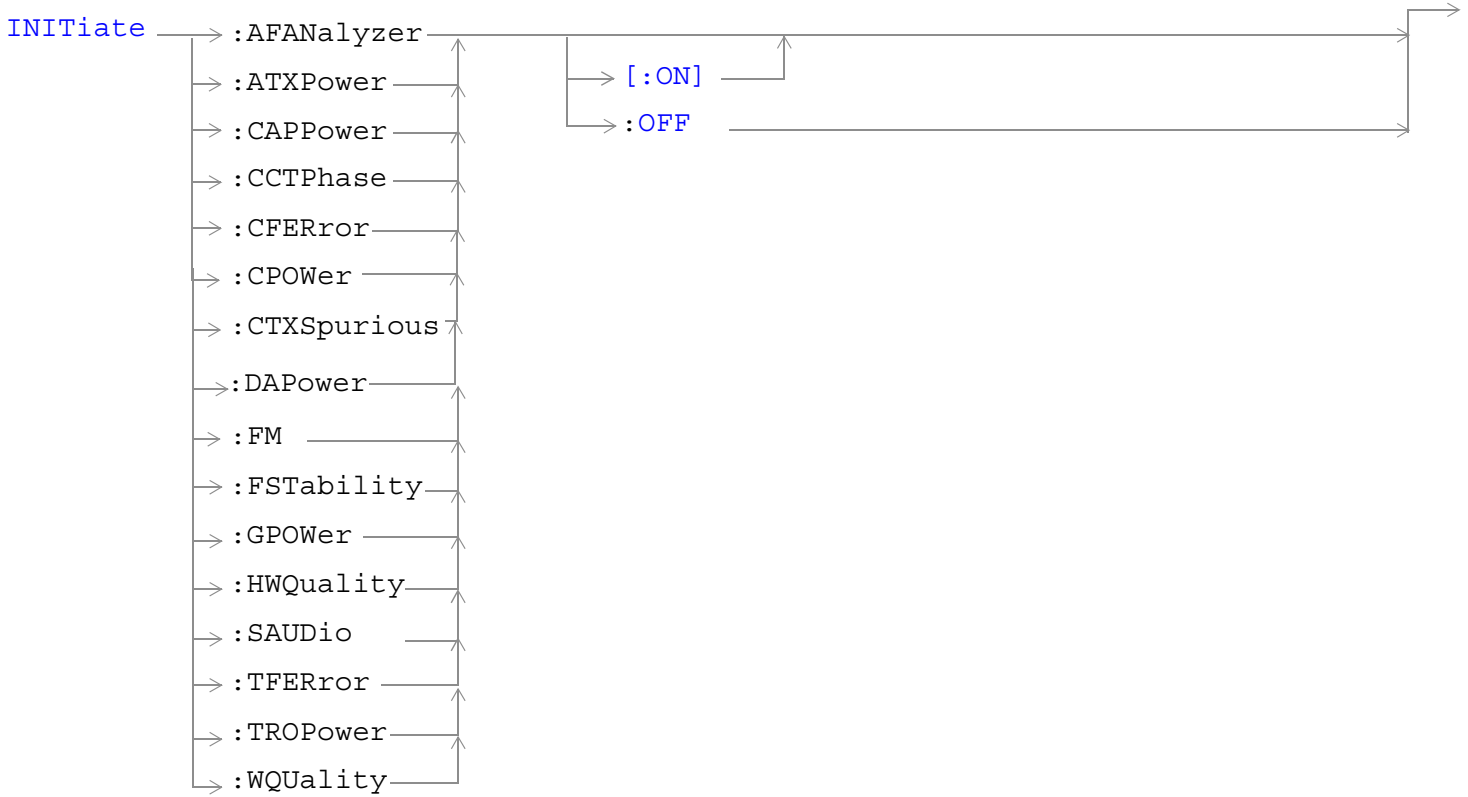 INITiate
:AFANalyzer
[:ON]
:ATXPower
:OFF
:CAPPower
:CCTPhase
:CFERror
:CPOWer
:CTXSpurious
:DAPower
:FM
:FSTability
:GPOWer
:HWQuality
:SAUDio
:TFERror
:TROPower
:WQUality